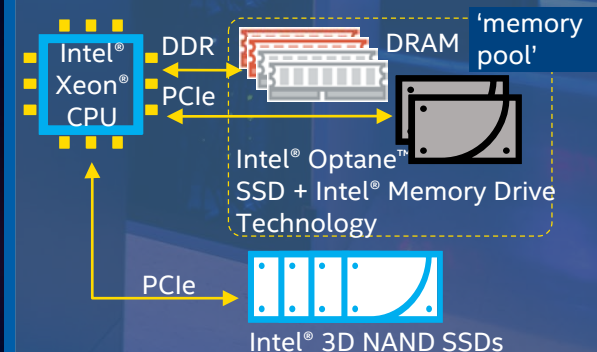 'memory
pool'
Intel® Xeon® CPU
DDR
DRAM
PCIe
Intel® Optane™
SSD + Intel® Memory Drive
Technology
PCIe
Intel® 3D NAND SSDs